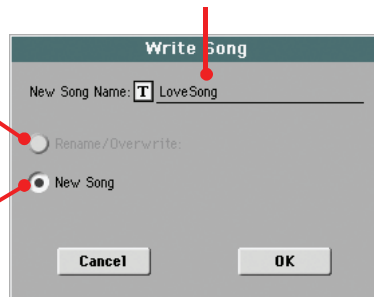 Write Song
New Song Name: T LoveSong
Rename/Overwrite:
New Song
Cancel OK